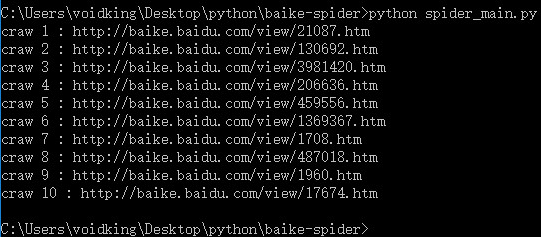 C:\Users\voidking\Desktop\python\baike-spider>python spider_main.py
craw 1 : http://baike.baidu.com/view/21087.htm
craw 2 : http://baike.baidu.com/view/130692.htm
craw 3 : http://baike.baidu.com/view/3981420.htm
craw 4 : http://baike.baidu.com/view/206636.htm
craw 5 : http://baike.baidu.com/view/459556.htm
craw 6 : http://baike.baidu.com/view/1369367.htm
craw 7 : http://baike.baidu.com/view/1708.htm
craw 8 : http://baike.baidu.com/view/487018.htm
craw 9 : http://baike.baidu.com/view/1960.htm
craw 10 : http://baike.baidu.com/view/17674.htm
C:\Users\voidking\Desktop\python\baike-spider>